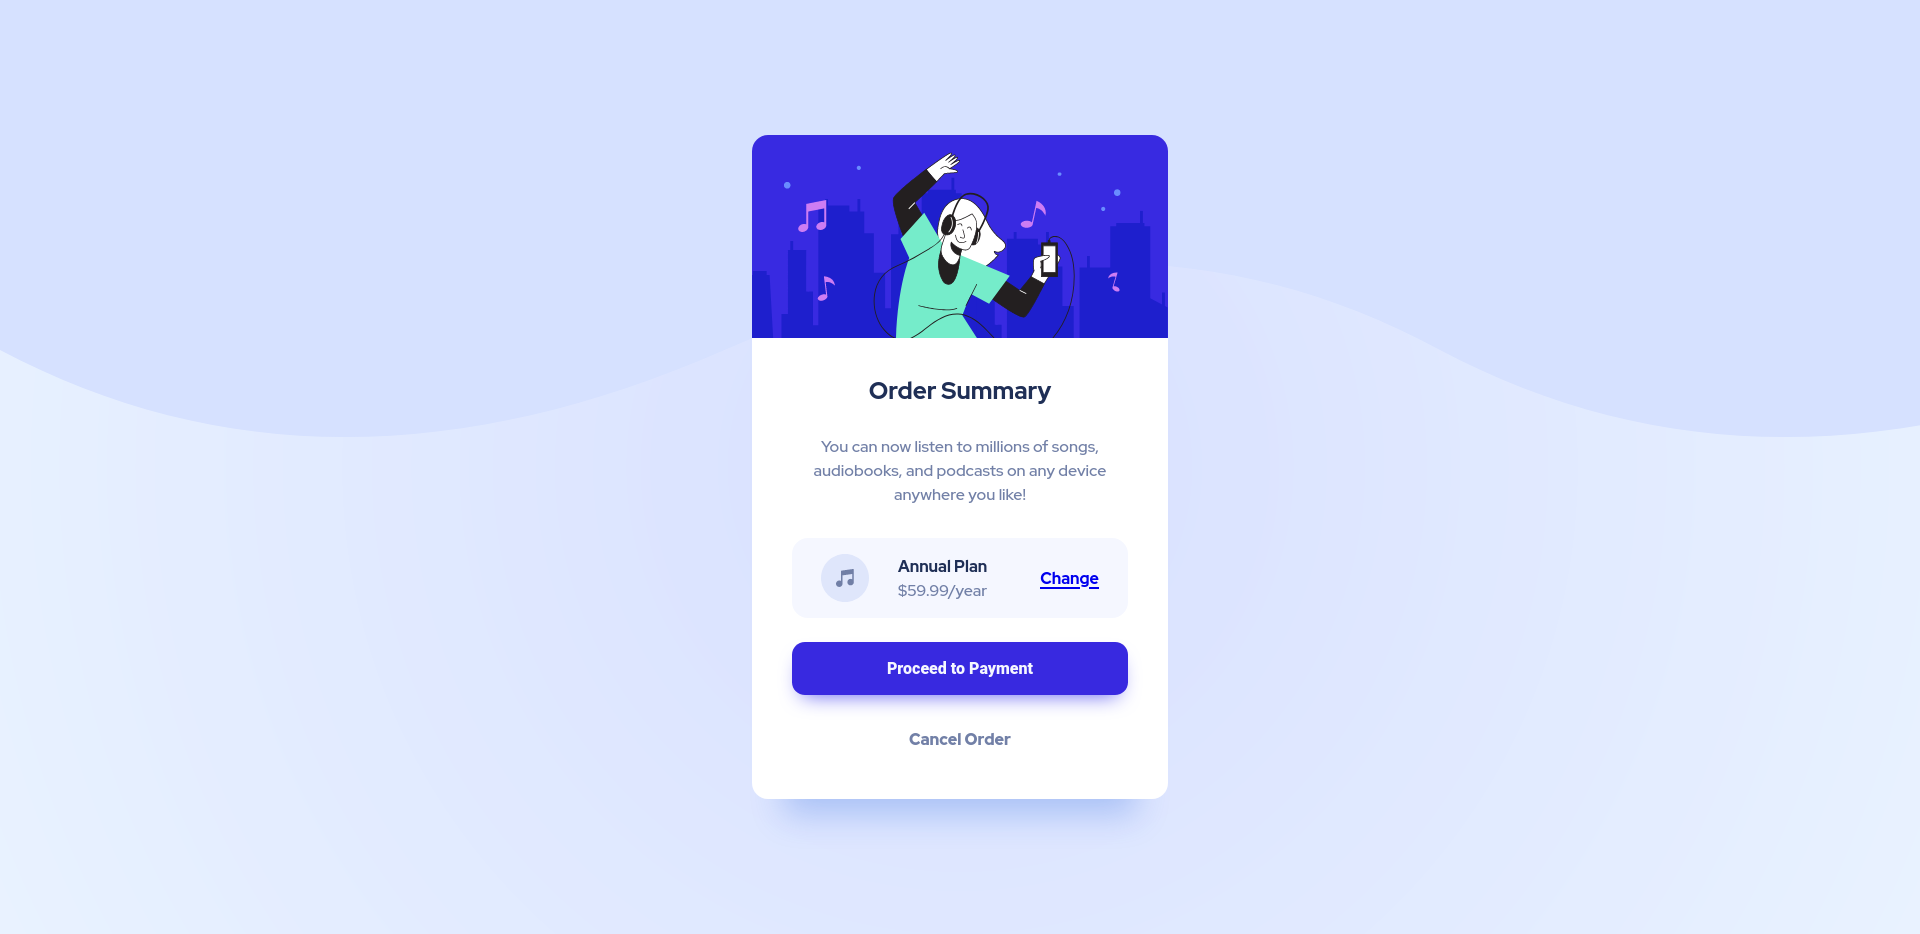 Order Summary
You can now listen to millions of songs,
audiobooks, and podcasts on any device
anywhere you like!
Annual Plan
$59.99/year
Change
Proceed to Payment
Cancel Order